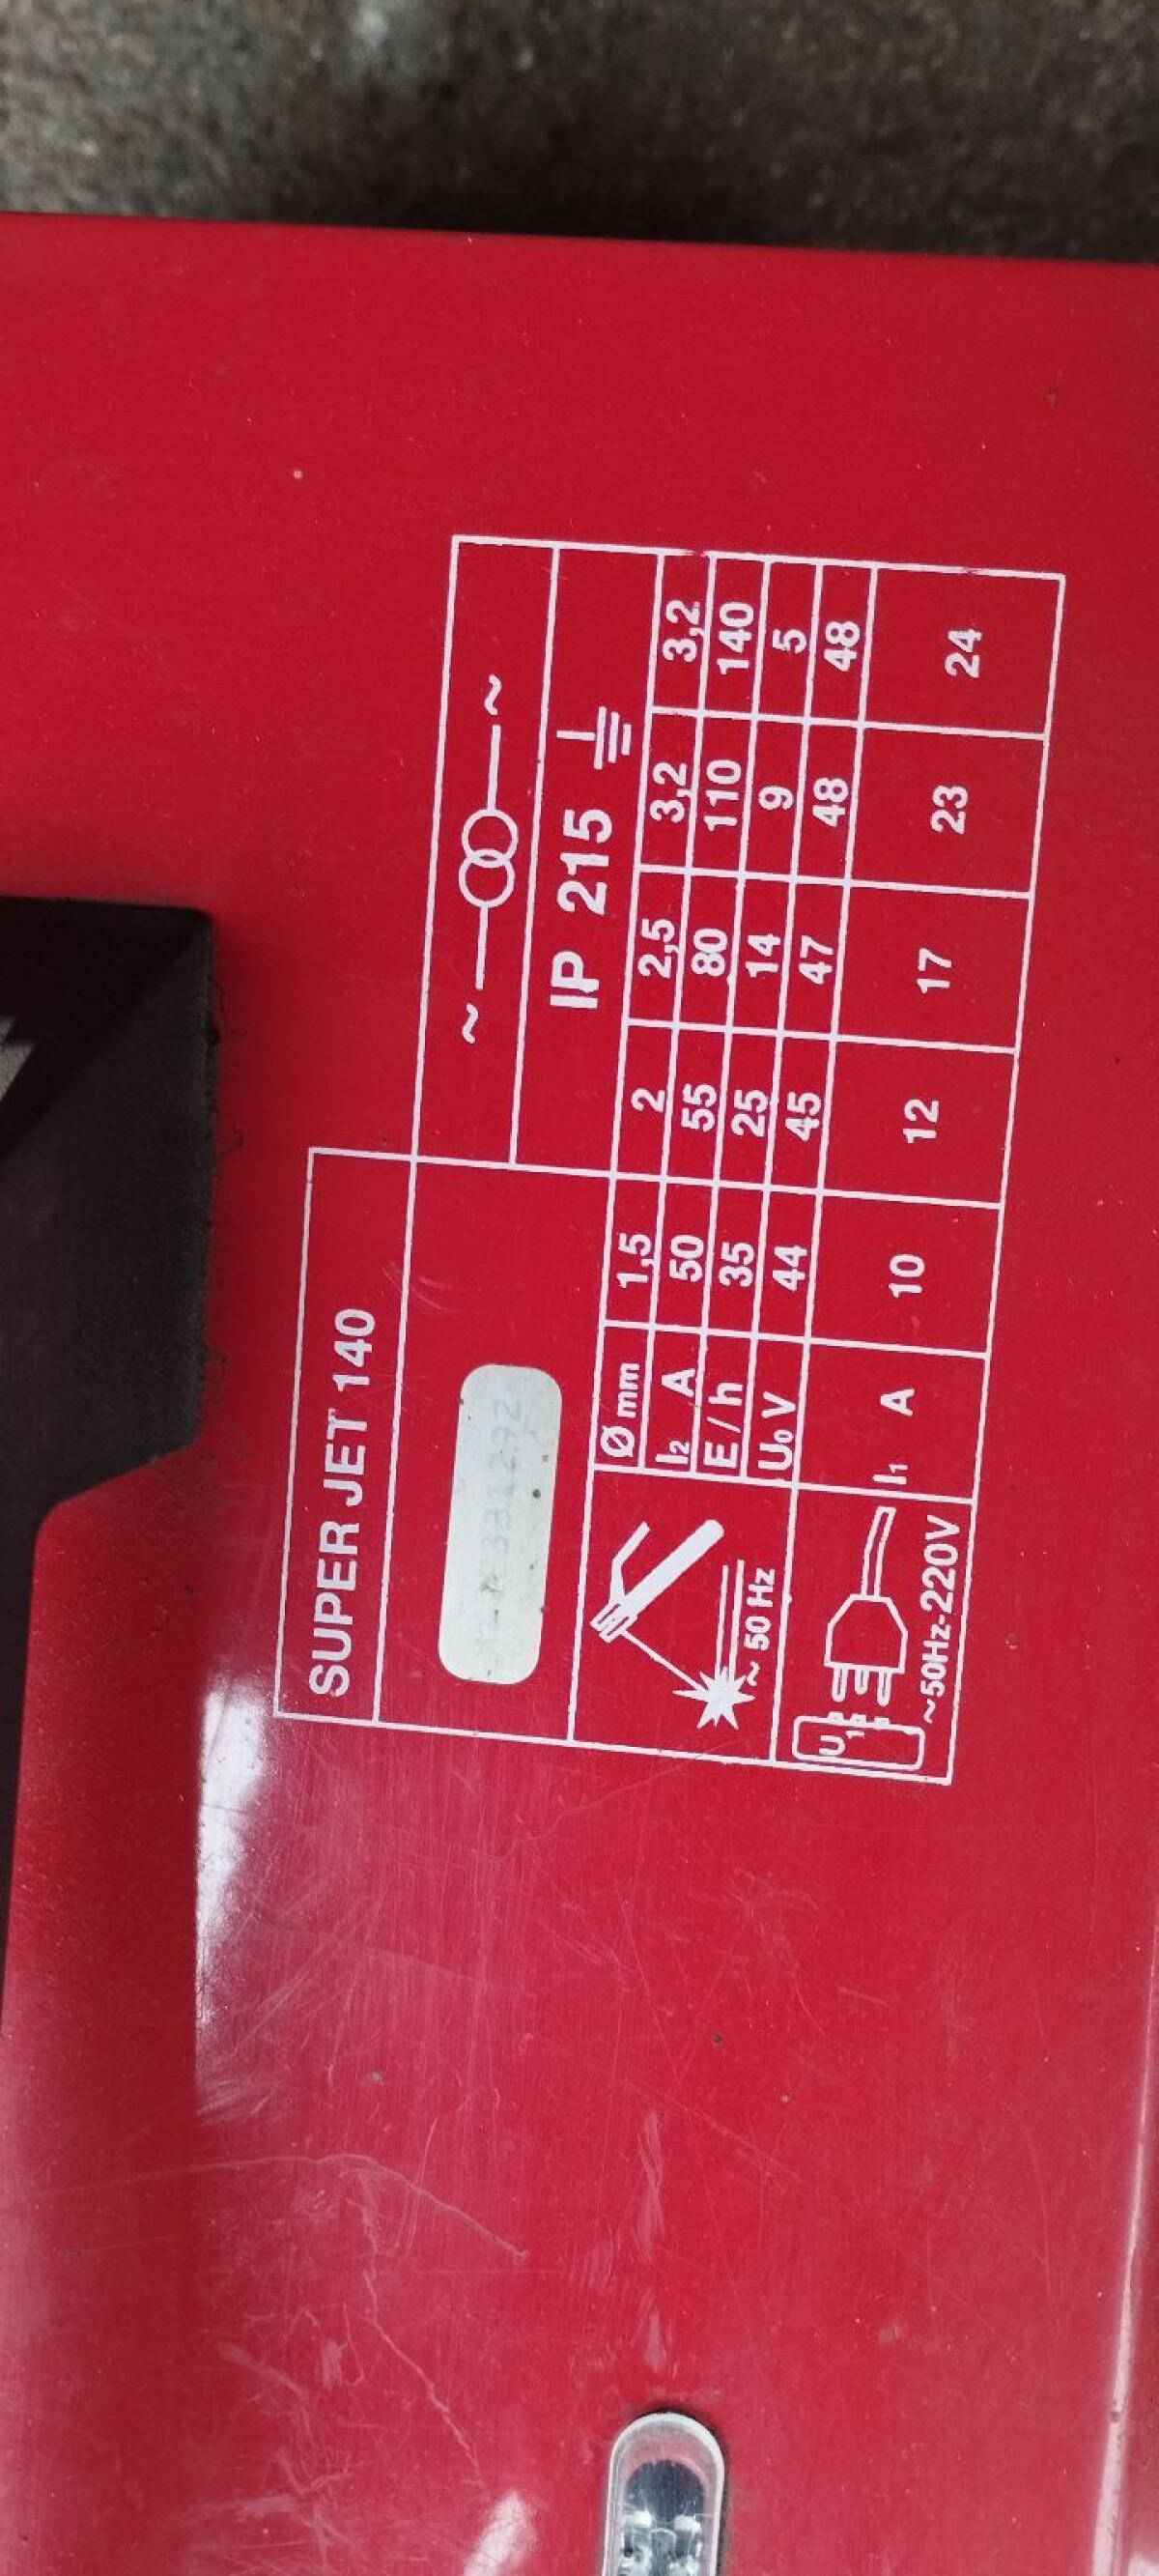 SUPER JET 140
~ ~
IP 215
Ø mm 1,5 2 2,5 3,2 3,2
I₂ A 50 55 80 110 140
E/h 35 25 14 9 5
U₀ V 44 45 47 48 48
~ 50 Hz
U₁
I₁ A 10 12 17 23 24
~50Hz-220V